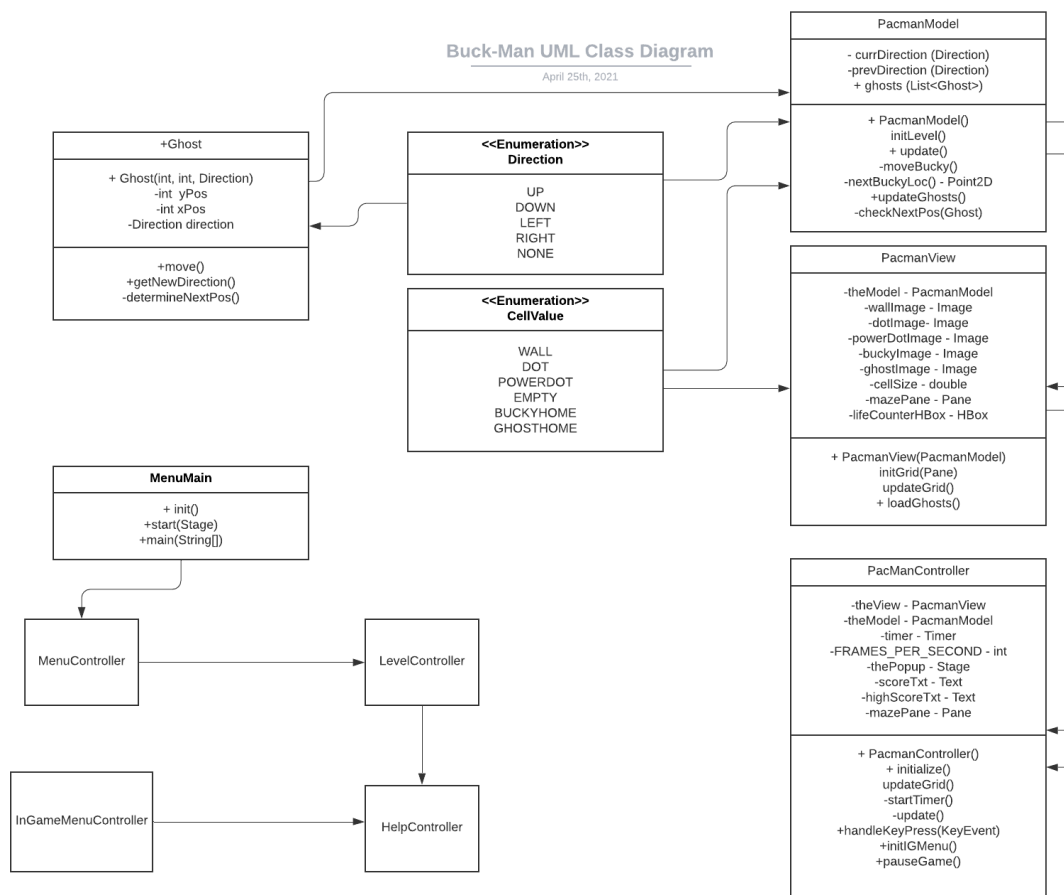 Buck-Man UML Class Diagram
April 25th, 2021
+Ghost
+ Ghost(int, int, Direction)
-int  yPos
-int xPos
-Direction direction
+move()
+getNewDirection()
-determineNextPos()
<<Enumeration>>
Direction
UP
DOWN
LEFT
RIGHT
NONE
<<Enumeration>>
CellValue
WALL
DOT
POWERDOT
EMPTY
BUCKYHOME
GHOSTHOME
PacmanModel
- currDirection (Direction)
-prevDirection (Direction)
+ ghosts (List<Ghost>)
+ PacmanModel()
initLevel()
+ update()
-moveBucky()
-nextBuckyLoc() - Point2D
+updateGhosts()
-checkNextPos(Ghost)
PacmanView
-theModel - PacmanModel
-wallImage - Image
-dotImage- Image
-powerDotImage - Image
-buckyImage - Image
-ghostImage - Image
-cellSize - double
-mazePane - Pane
-lifeCounterHBox - HBox
+ PacmanView(PacmanModel)
initGrid(Pane)
updateGrid()
+ loadGhosts()
MenuMain
+ init()
+start(Stage)
+main(String[])
MenuController
LevelController
InGameMenuController
HelpController
PacManController
-theView - PacmanView
-theModel - PacmanModel
-timer - Timer
-FRAMES_PER_SECOND - int
-thePopup - Stage
-scoreTxt - Text
-highScoreTxt - Text
-mazePane - Pane
+ PacmanController()
+ initialize()
updateGrid()
-startTimer()
-update()
+handleKeyPress(KeyEvent)
+initIGMenu()
+pauseGame()